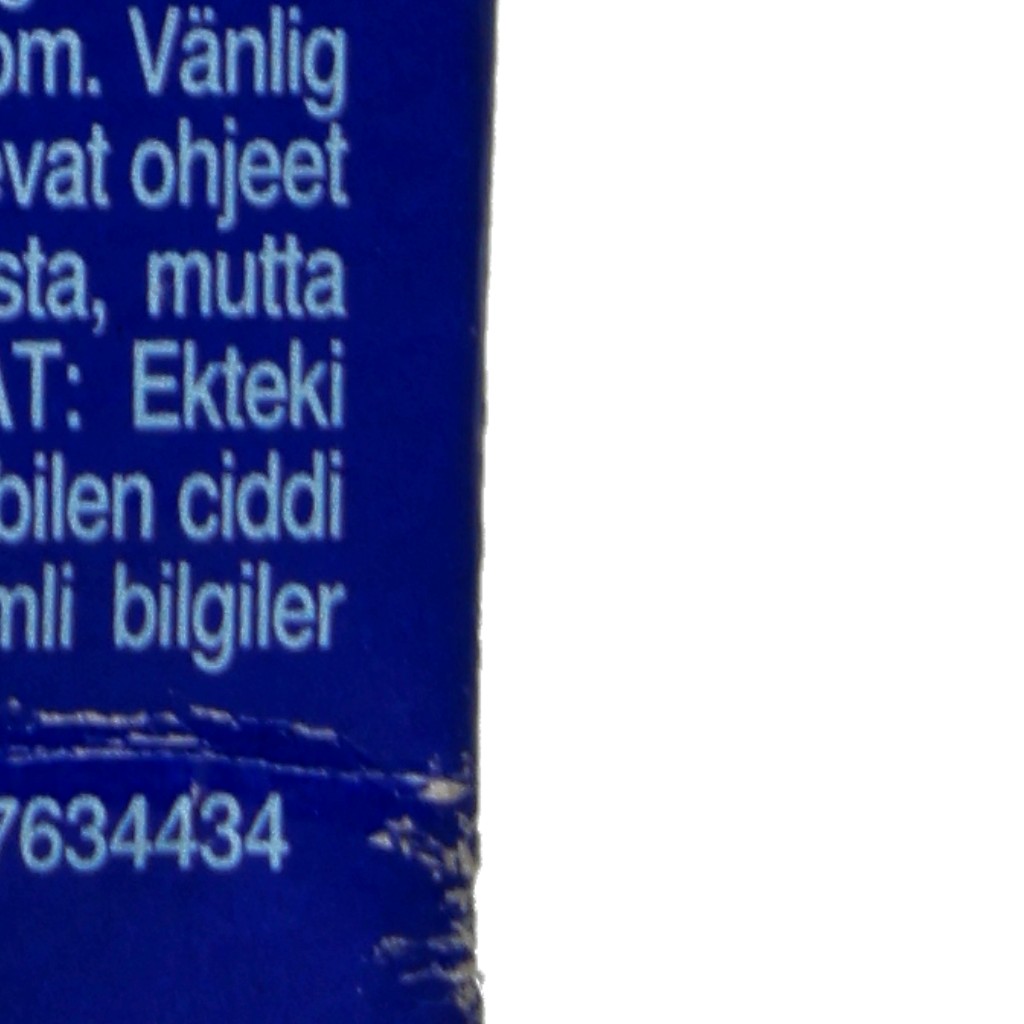 om. Vänlig
evat ohjeet
sta, mutta
AT: Ekteki
bilen ciddi
mli bilgiler
7634434